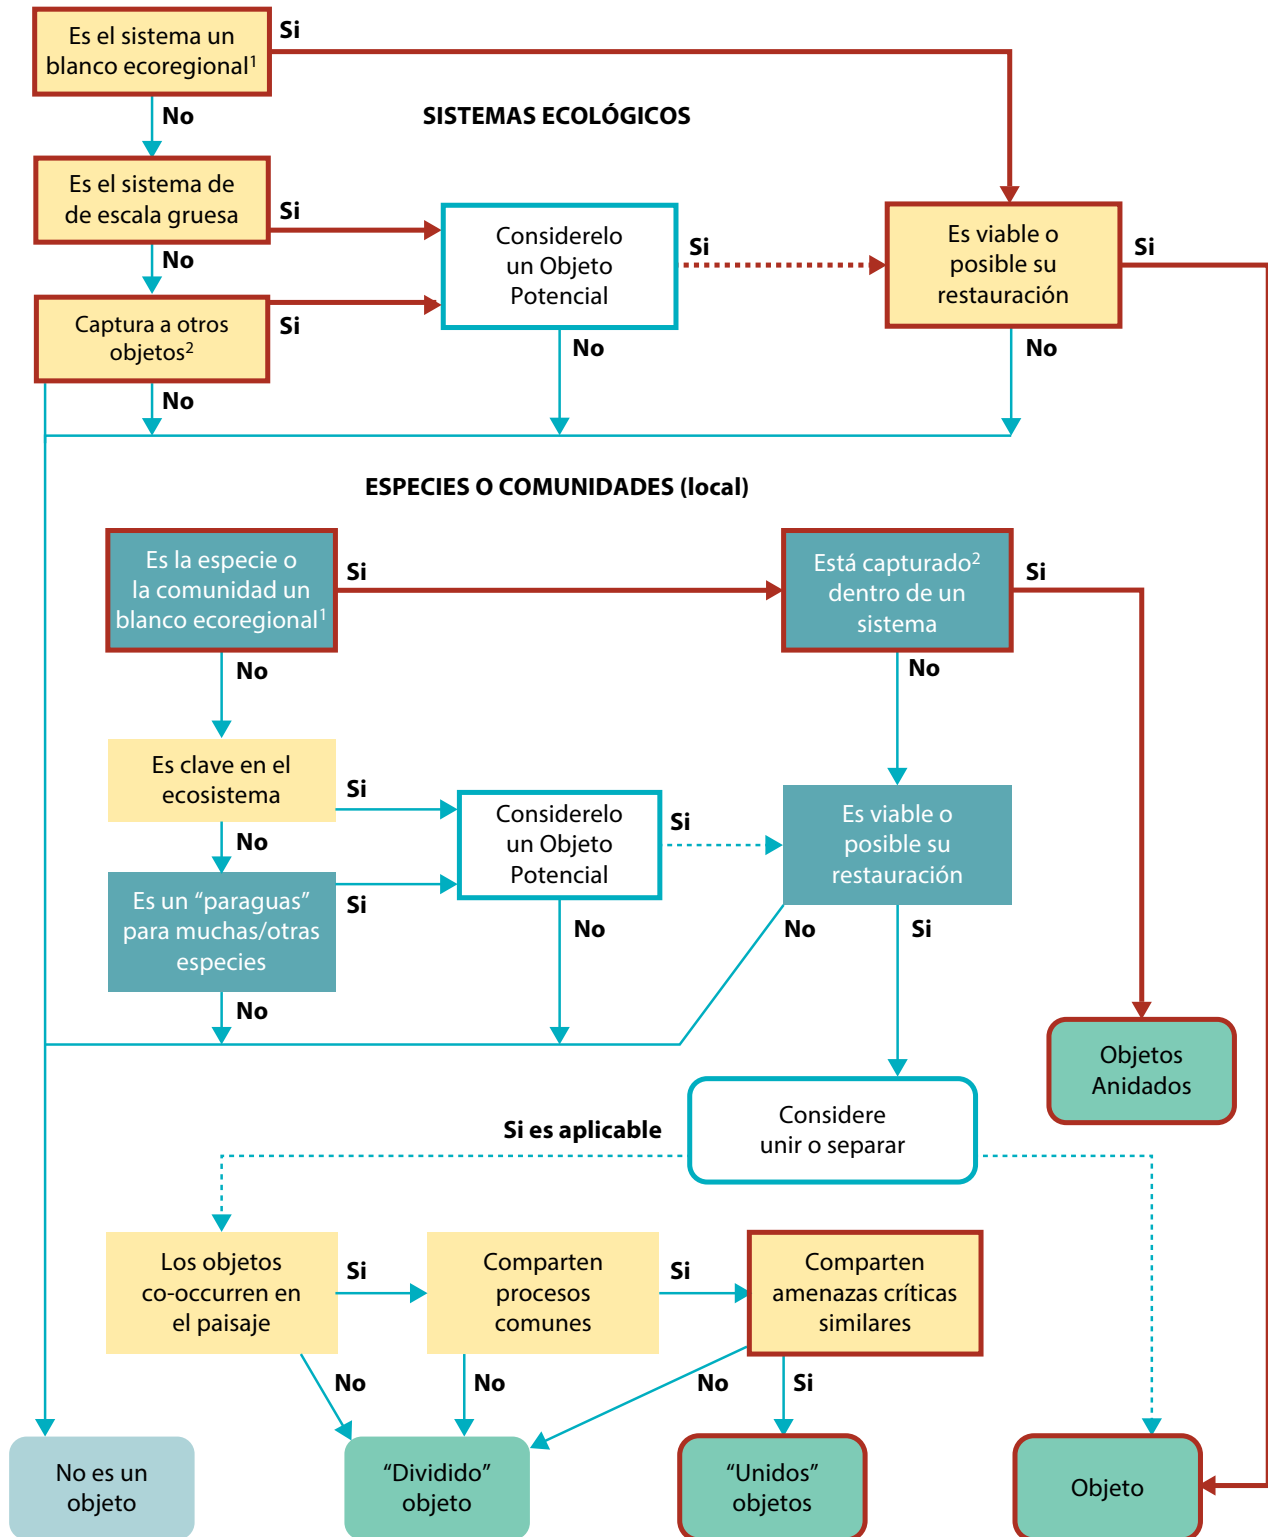 Es el sistema un
blanco ecoregional¹
Si
No
SISTEMAS ECOLÓGICOS
Es el sistema de
de escala gruesa
Si
No
Captura a otros
objetos²
Si
No
Considerelo
un Objeto
Potencial
Si
No
Es viable o
posible su
restauración
Si
No
ESPECIES O COMUNIDADES (local)
Es la especie o
la comunidad un
blanco ecoregional¹
Si
No
Está capturado²
dentro de un
sistema
Si
No
Es clave en el
ecosistema
Si
No
Es un “paraguas”
para muchas/otras
especies
Si
No
Considerelo
un Objeto
Potencial
Si
No
Es viable o
posible su
restauración
No
Si
Objetos
Anidados
Considere
unir o separar
Si es aplicable
Los objetos
co-occurren en
el paisaje
Si
No
Comparten
procesos
comunes
Si
No
Comparten
amenazas críticas
similares
No
Si
No es un
objeto
“Dividido”
objeto
“Unidos”
objetos
Objeto